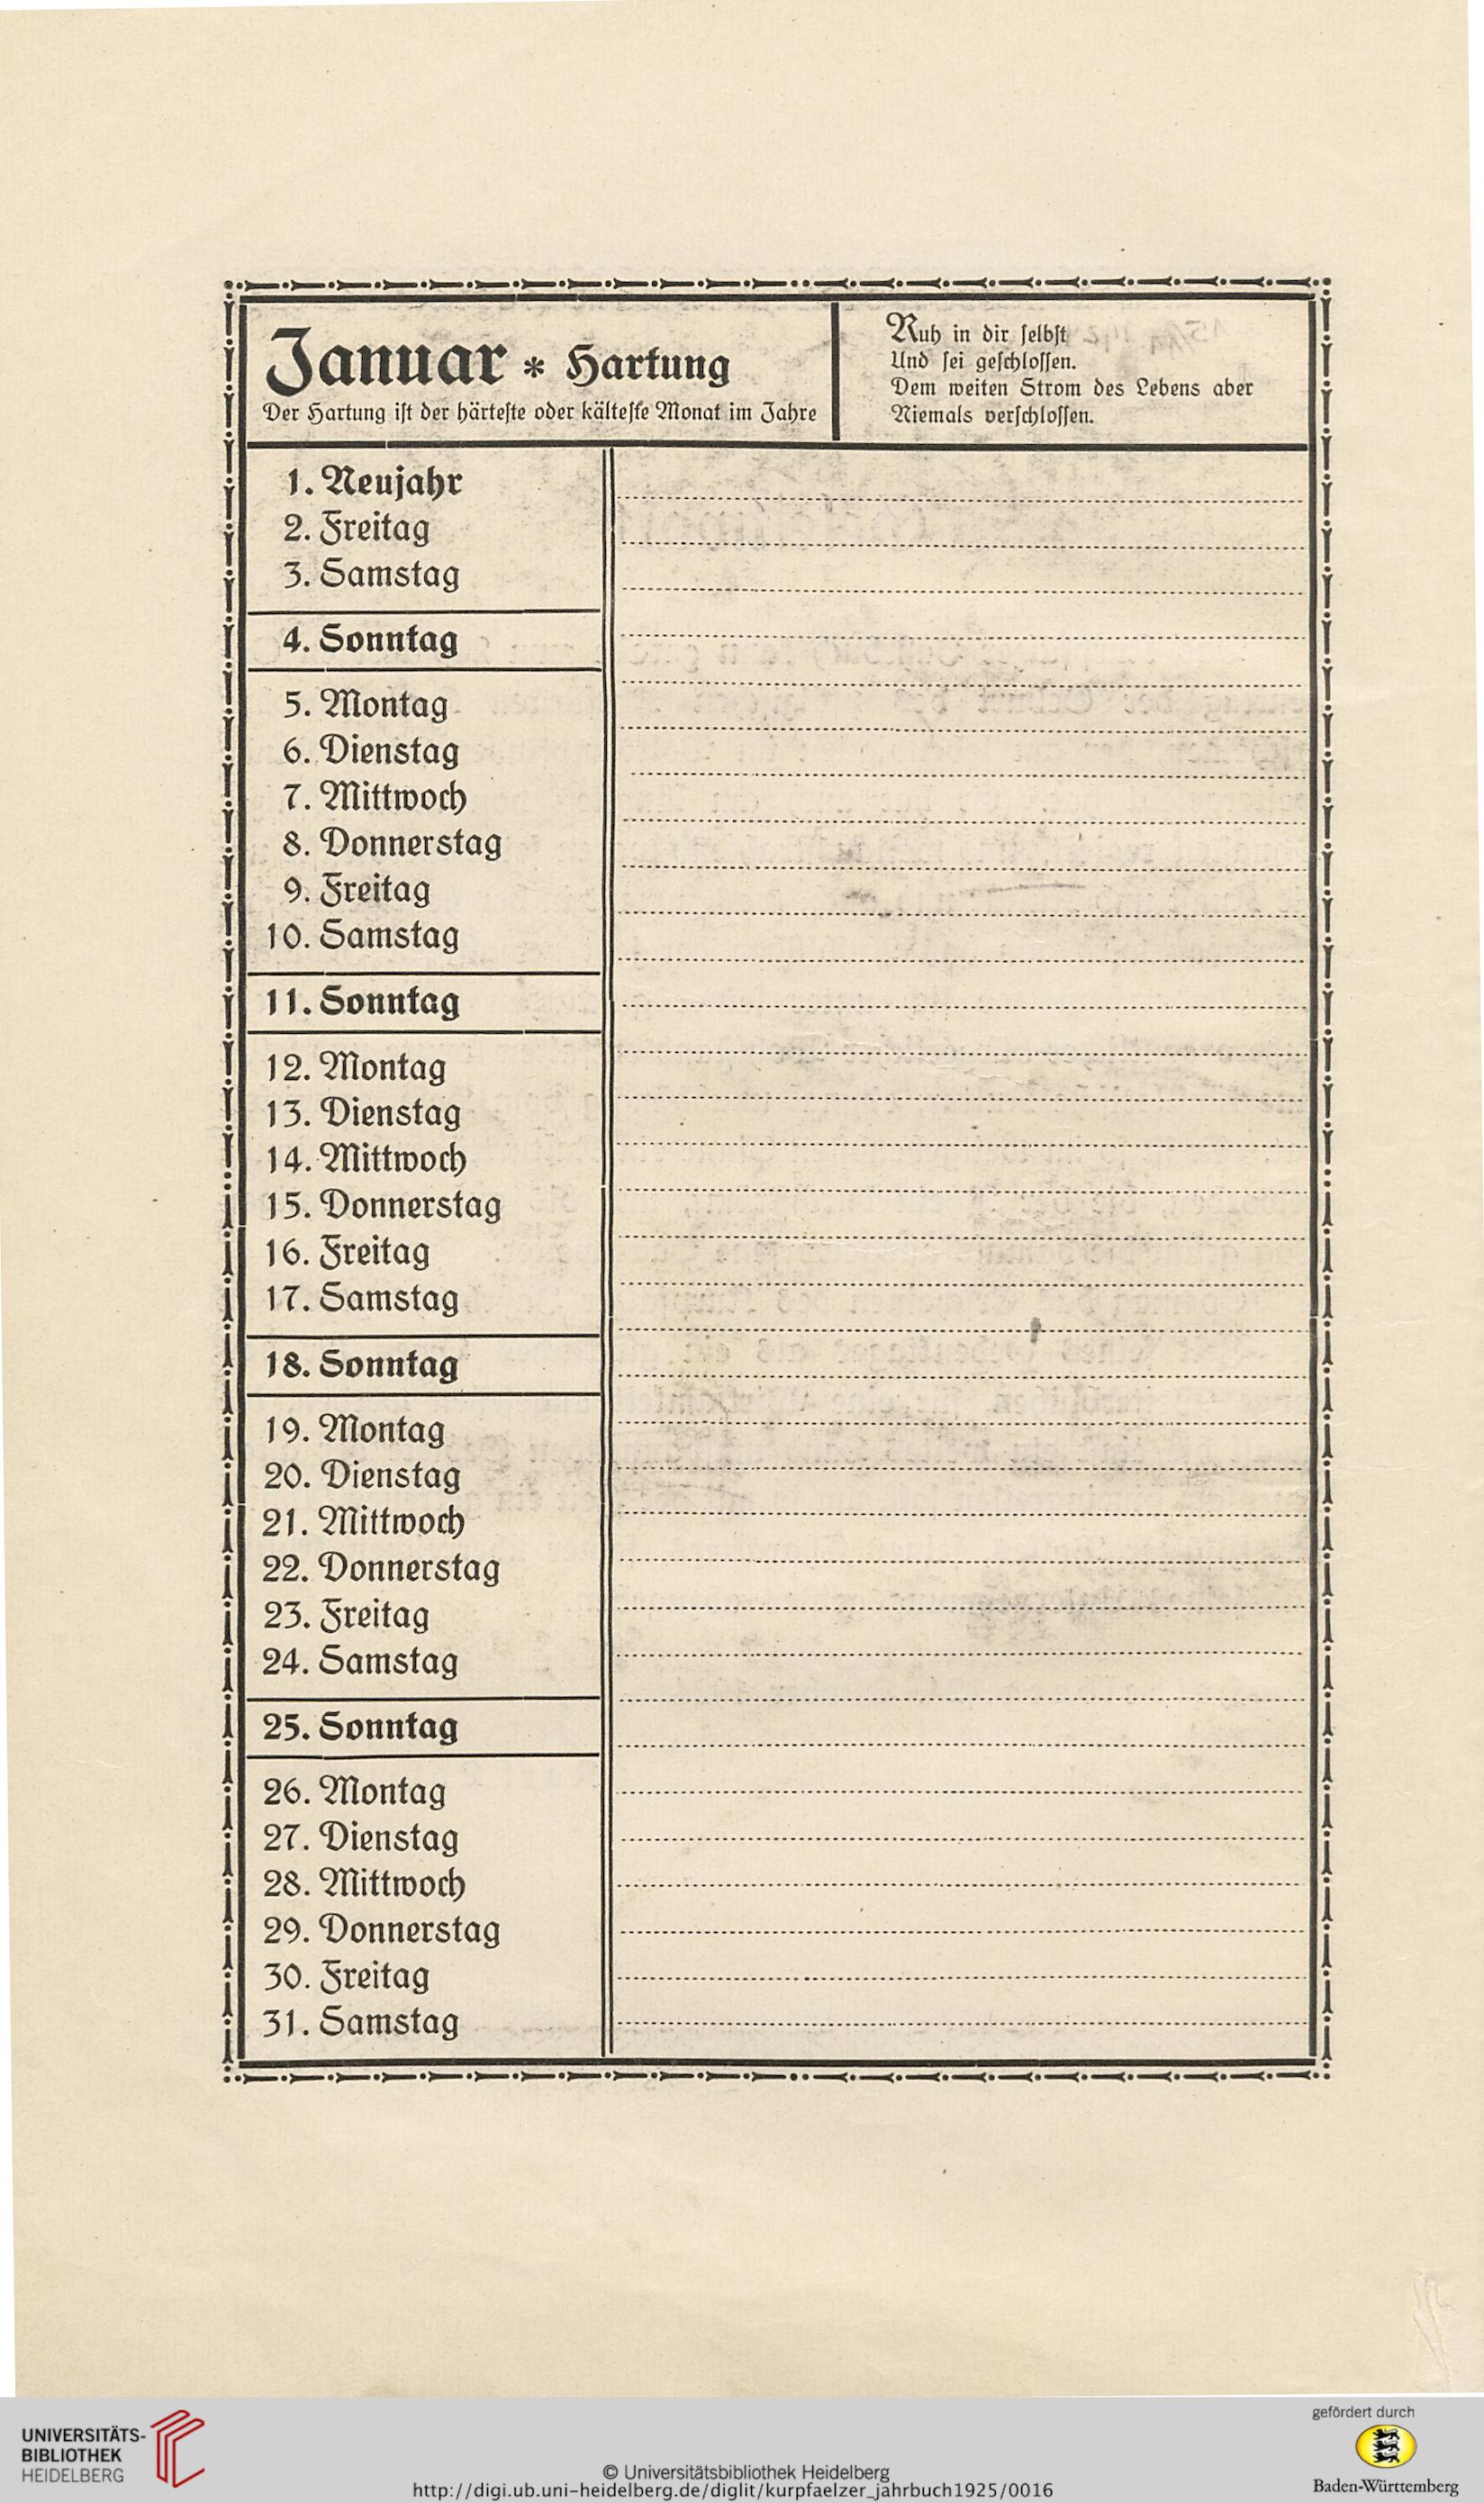 Januar * Hartung
Der Hartung ist der härteste oder kälteste Monat im Jahre
Ruh in dir selbst
Und sei geschlossen.
Dem weiten Strom des Lebens aber
Niemals verschlossen.
1. Neujahr
2. Freitag
3. Samstag
4. Sonntag
5. Montag
6. Dienstag
7. Mittwoch
8. Donnerstag
9. Freitag
10. Samstag
11. Sonntag
12. Montag
13. Dienstag
14. Mittwoch
15. Donnerstag
16. Freitag
17. Samstag
18. Sonntag
19. Montag
20. Dienstag
21. Mittwoch
22. Donnerstag
23. Freitag
24. Samstag
25. Sonntag
26. Montag
27. Dienstag
28. Mittwoch
29. Donnerstag
30. Freitag
31. Samstag
UNIVERSITÄTS-
BIBLIOTHEK
HEIDELBERG
© Universitätsbibliothek Heidelberg
http://digi.ub.uni-heidelberg.de/diglit/kurpfaelzer_jahrbuch1925/0016
gefördert durch
Baden-Württemberg